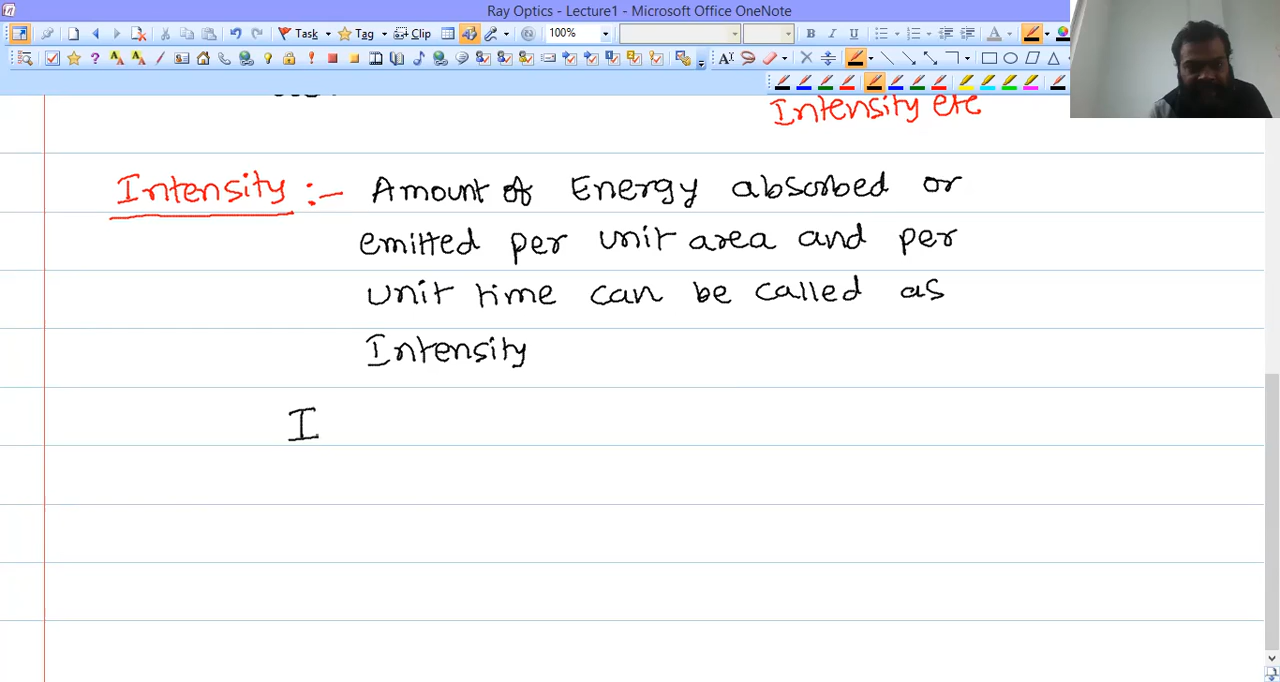 Ray Optics - Lecture1 - Microsoft Office OneNote
Task Tag Clip 100% B I U A
A
Intensity etc
Intensity :- Amount of Energy absorbed or
emitted per unit area and per
unit time can be called as
Intensity
I